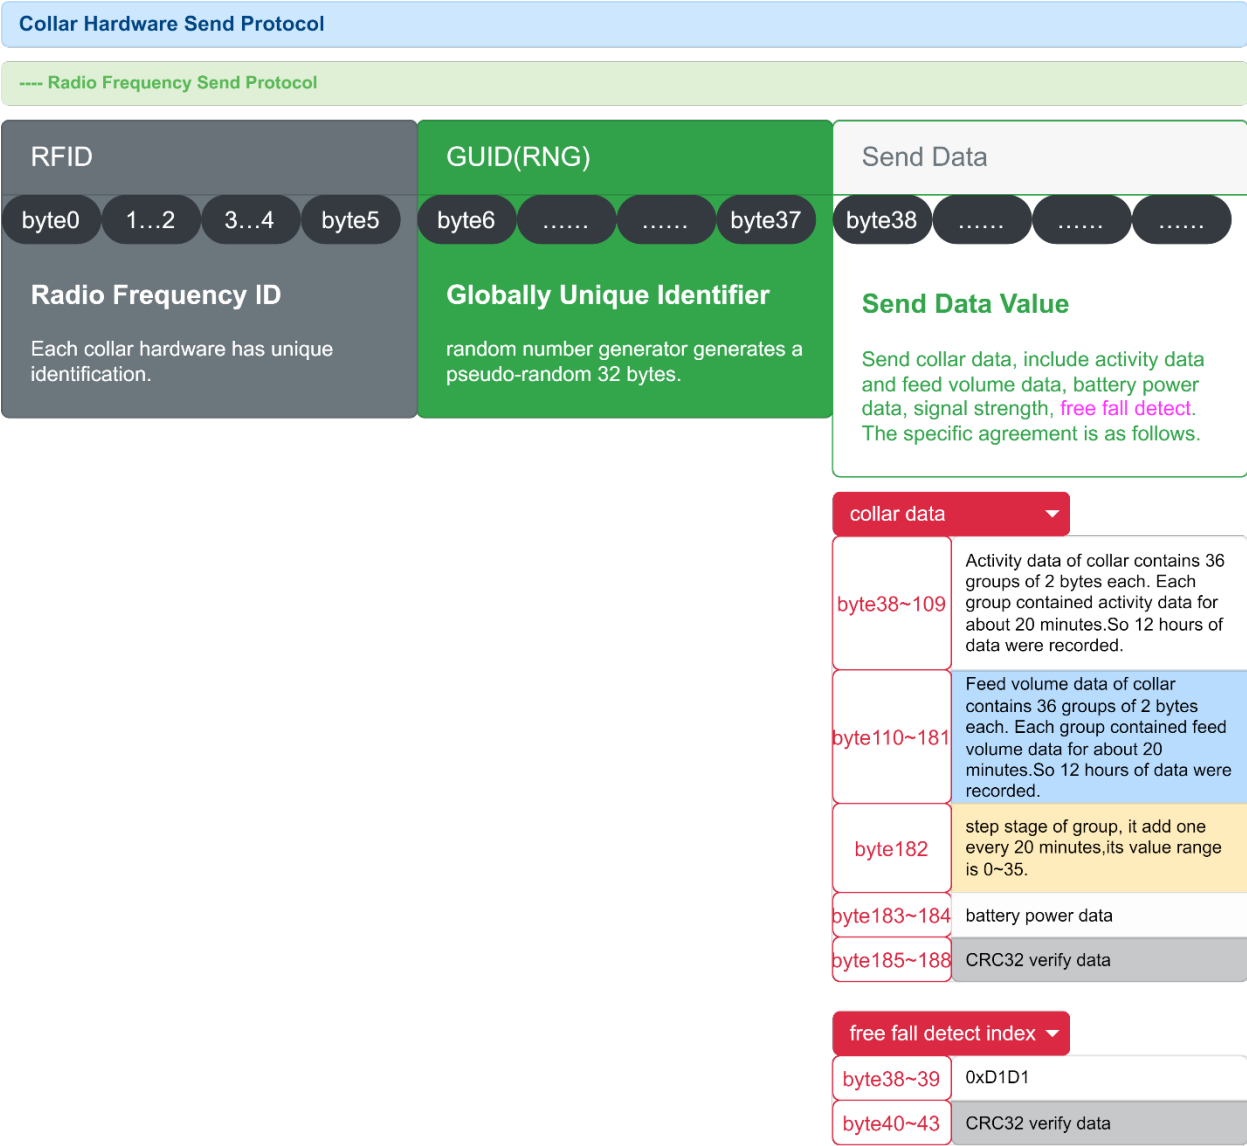 Collar Hardware Send Protocol
---- Radio Frequency Send Protocol
RFID
byte0 1...2 3...4 byte5
Radio Frequency ID
Each collar hardware has unique
identification.
GUID(RNG)
byte6 ...... ...... byte37
Globally Unique Identifier
random number generator generates a
pseudo-random 32 bytes.
Send Data
byte38 ...... ...... ......
Send Data Value
Send collar data, include activity data
and feed volume data, battery power
data, signal strength, free fall detect.
The specific agreement is as follows.
collar data
byte38~109
Activity data of collar contains 36
groups of 2 bytes each. Each
group contained activity data for
about 20 minutes.So 12 hours of
data were recorded.
byte110~181
Feed volume data of collar
contains 36 groups of 2 bytes
each. Each group contained feed
volume data for about 20
minutes.So 12 hours of data were
recorded.
byte182
step stage of group, it add one
every 20 minutes,its value range
is 0~35.
byte183~184 battery power data
byte185~188 CRC32 verify data
free fall detect index
byte38~39 0xD1D1
byte40~43 CRC32 verify data